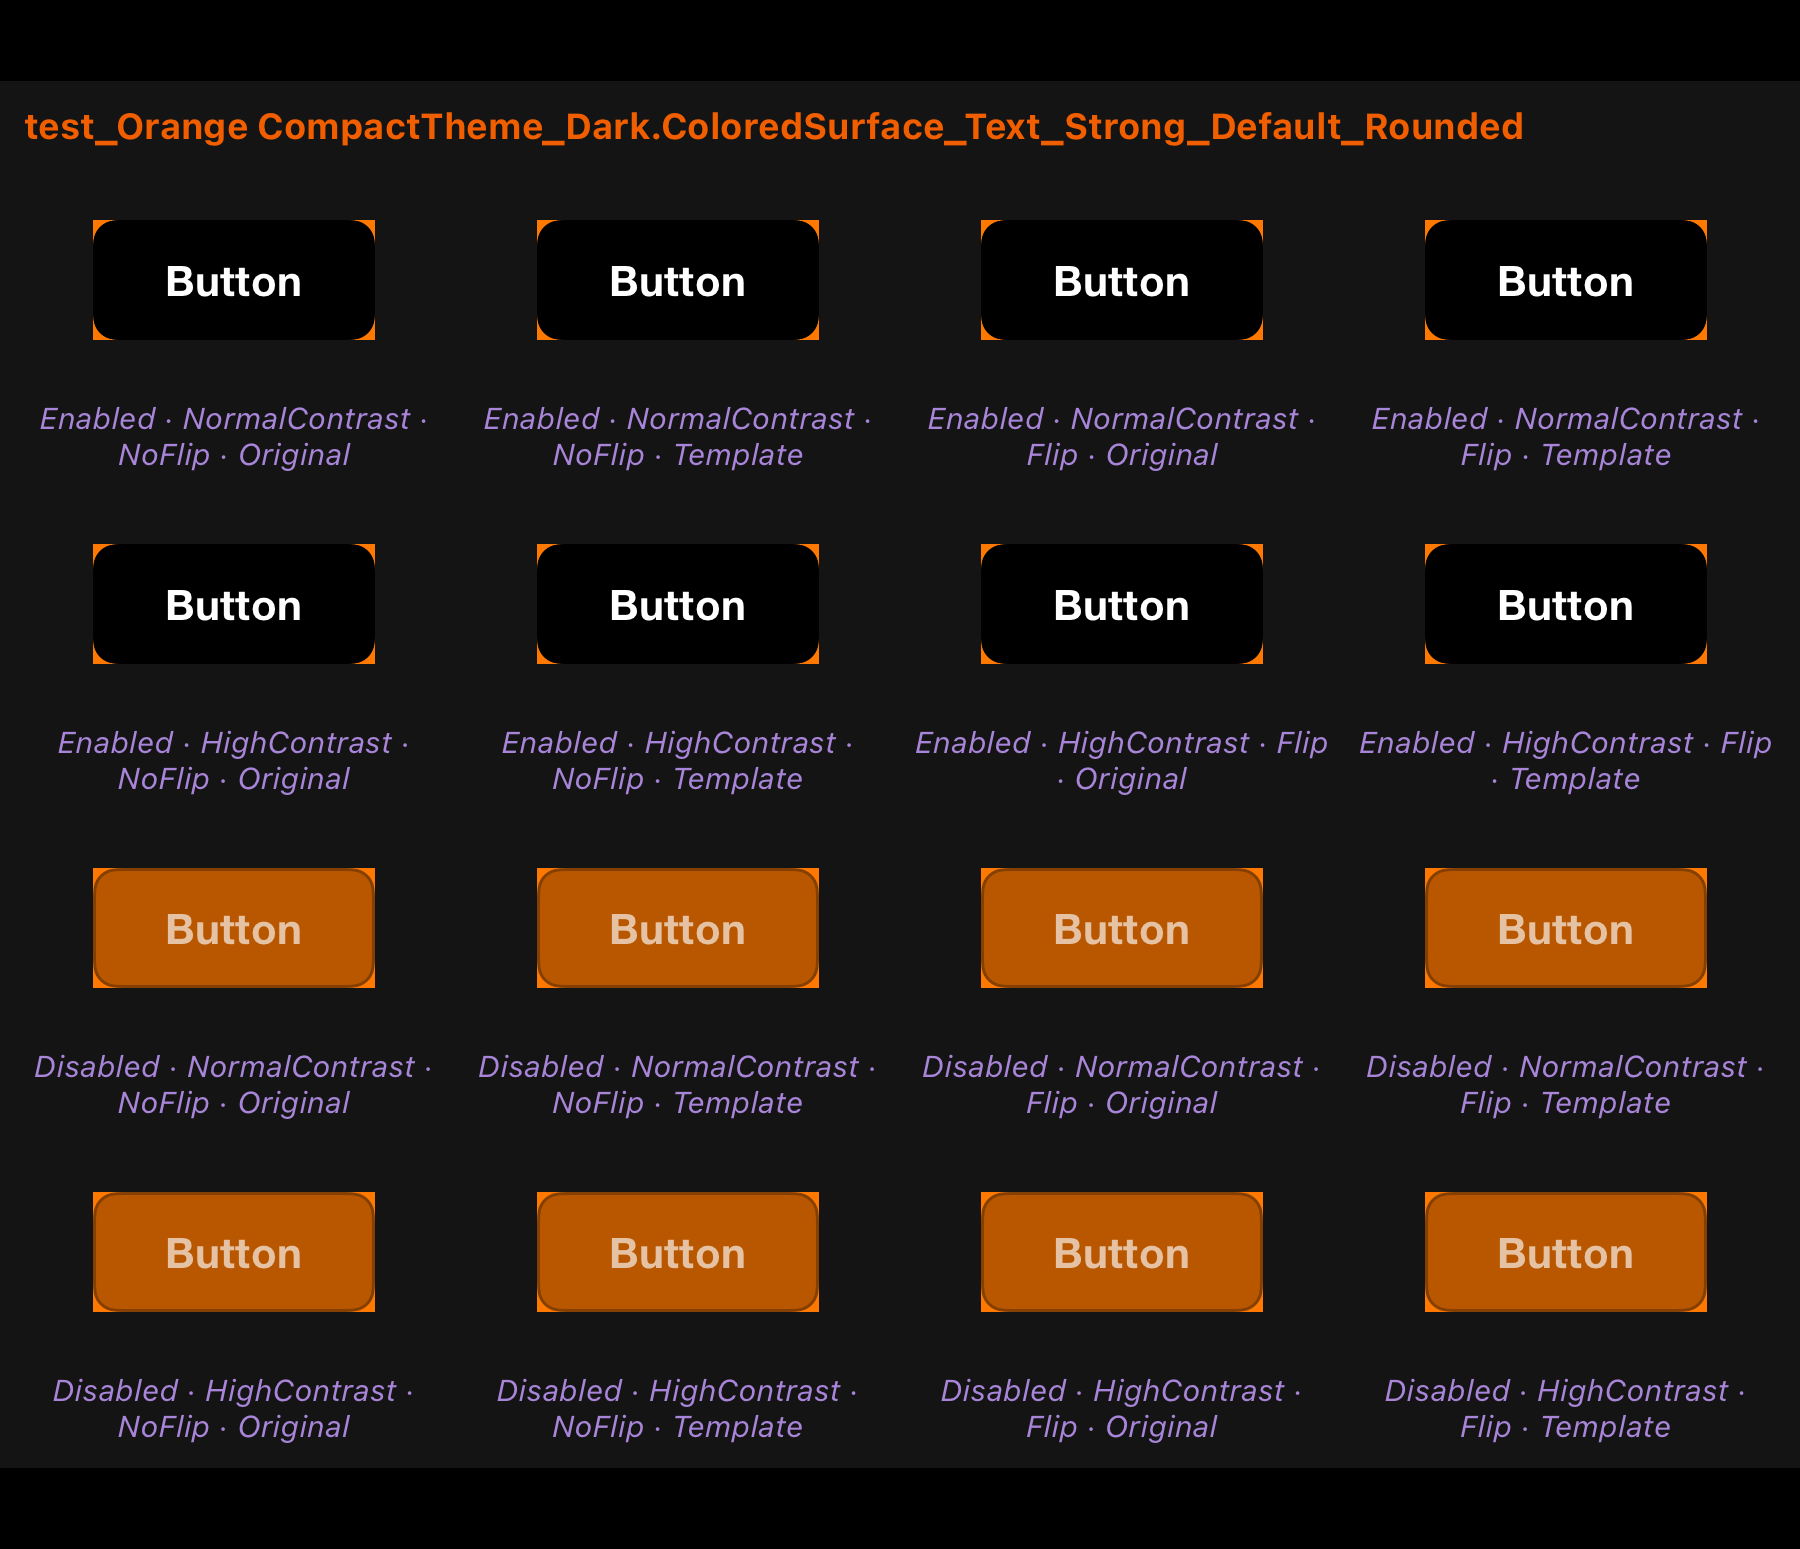 test_Orange CompactTheme_Dark.ColoredSurface_Text_Strong_Default_Rounded
Button Button Button Button
Enabled · NormalContrast · Enabled · NormalContrast · Enabled · NormalContrast · Enabled · NormalContrast ·
NoFlip · Original NoFlip · Template Flip · Original Flip · Template
Button Button Button Button
Enabled · HighContrast · Enabled · HighContrast · Enabled · HighContrast · Flip Enabled · HighContrast · Flip
NoFlip · Original NoFlip · Template · Original · Template
Button Button Button Button
Disabled · NormalContrast · Disabled · NormalContrast · Disabled · NormalContrast · Disabled · NormalContrast ·
NoFlip · Original NoFlip · Template Flip · Original Flip · Template
Button Button Button Button
Disabled · HighContrast · Disabled · HighContrast · Disabled · HighContrast · Disabled · HighContrast ·
NoFlip · Original NoFlip · Template Flip · Original Flip · Template